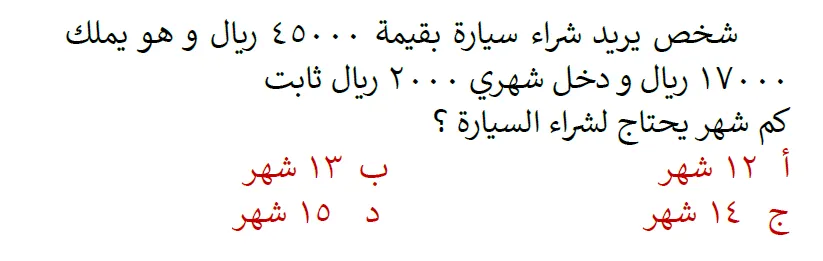 شخص يريد شراء سيارة بقيمة ٤٥٠٠٠ ريال و هو يملك
١٧٠٠٠ ريال و دخل شهري ٢٠٠٠ ريال ثابت
كم شهر يحتاج لشراء السيارة ؟
أ ١٢ شهر ب ١٣ شهر
ج ١٤ شهر د ١٥ شهر